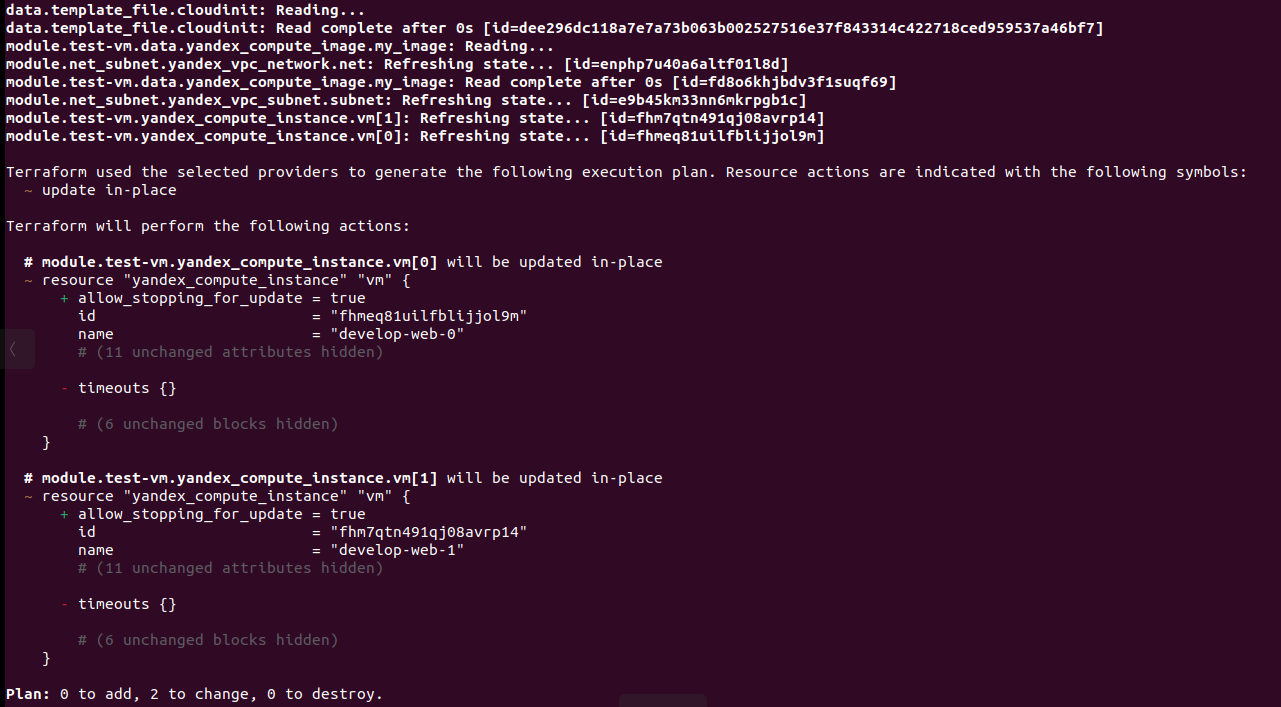 data.template_file.cloudinit: Reading...
data.template_file.cloudinit: Read complete after 0s [id=dee296dc118a7e7a73b063b002527516e37f843314c422718ced959537a46bf7]
module.test-vm.data.yandex_compute_image.my_image: Reading...
module.net_subnet.yandex_vpc_network.net: Refreshing state... [id=enphp7u40a6altf01l8d]
module.test-vm.data.yandex_compute_image.my_image: Read complete after 0s [id=fd8o6khjbdv3f1suqf69]
module.net_subnet.yandex_vpc_subnet.subnet: Refreshing state... [id=e9b45km33nn6mkrpgb1c]
module.test-vm.yandex_compute_instance.vm[1]: Refreshing state... [id=fhm7qtn491qj08avrp14]
module.test-vm.yandex_compute_instance.vm[0]: Refreshing state... [id=fhmeq81uilfblijjol9m]
Terraform used the selected providers to generate the following execution plan. Resource actions are indicated with the following symbols:
  ~ update in-place
Terraform will perform the following actions:
  # module.test-vm.yandex_compute_instance.vm[0] will be updated in-place
  ~ resource "yandex_compute_instance" "vm" {
      + allow_stopping_for_update = true
        id                        = "fhmeq81uilfblijjol9m"
        name                      = "develop-web-0"
        # (11 unchanged attributes hidden)
      - timeouts {}
        # (6 unchanged blocks hidden)
    }
  # module.test-vm.yandex_compute_instance.vm[1] will be updated in-place
  ~ resource "yandex_compute_instance" "vm" {
      + allow_stopping_for_update = true
        id                        = "fhm7qtn491qj08avrp14"
        name                      = "develop-web-1"
        # (11 unchanged attributes hidden)
      - timeouts {}
        # (6 unchanged blocks hidden)
    }
Plan: 0 to add, 2 to change, 0 to destroy.